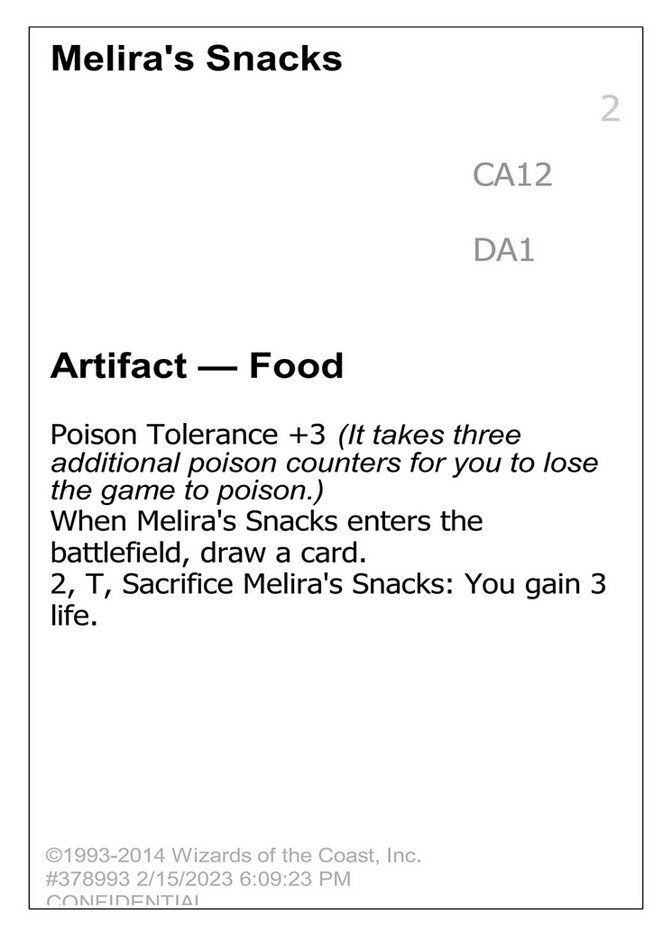 Melira's Snacks
2
CA12
DA1
Artifact — Food
Poison Tolerance +3 (It takes three
additional poison counters for you to lose
the game to poison.)
When Melira's Snacks enters the
battlefield, draw a card.
2, T, Sacrifice Melira's Snacks: You gain 3
life.
©1993-2014 Wizards of the Coast, Inc.
#378993 2/15/2023 6:09:23 PM
CONFIDENTIAL